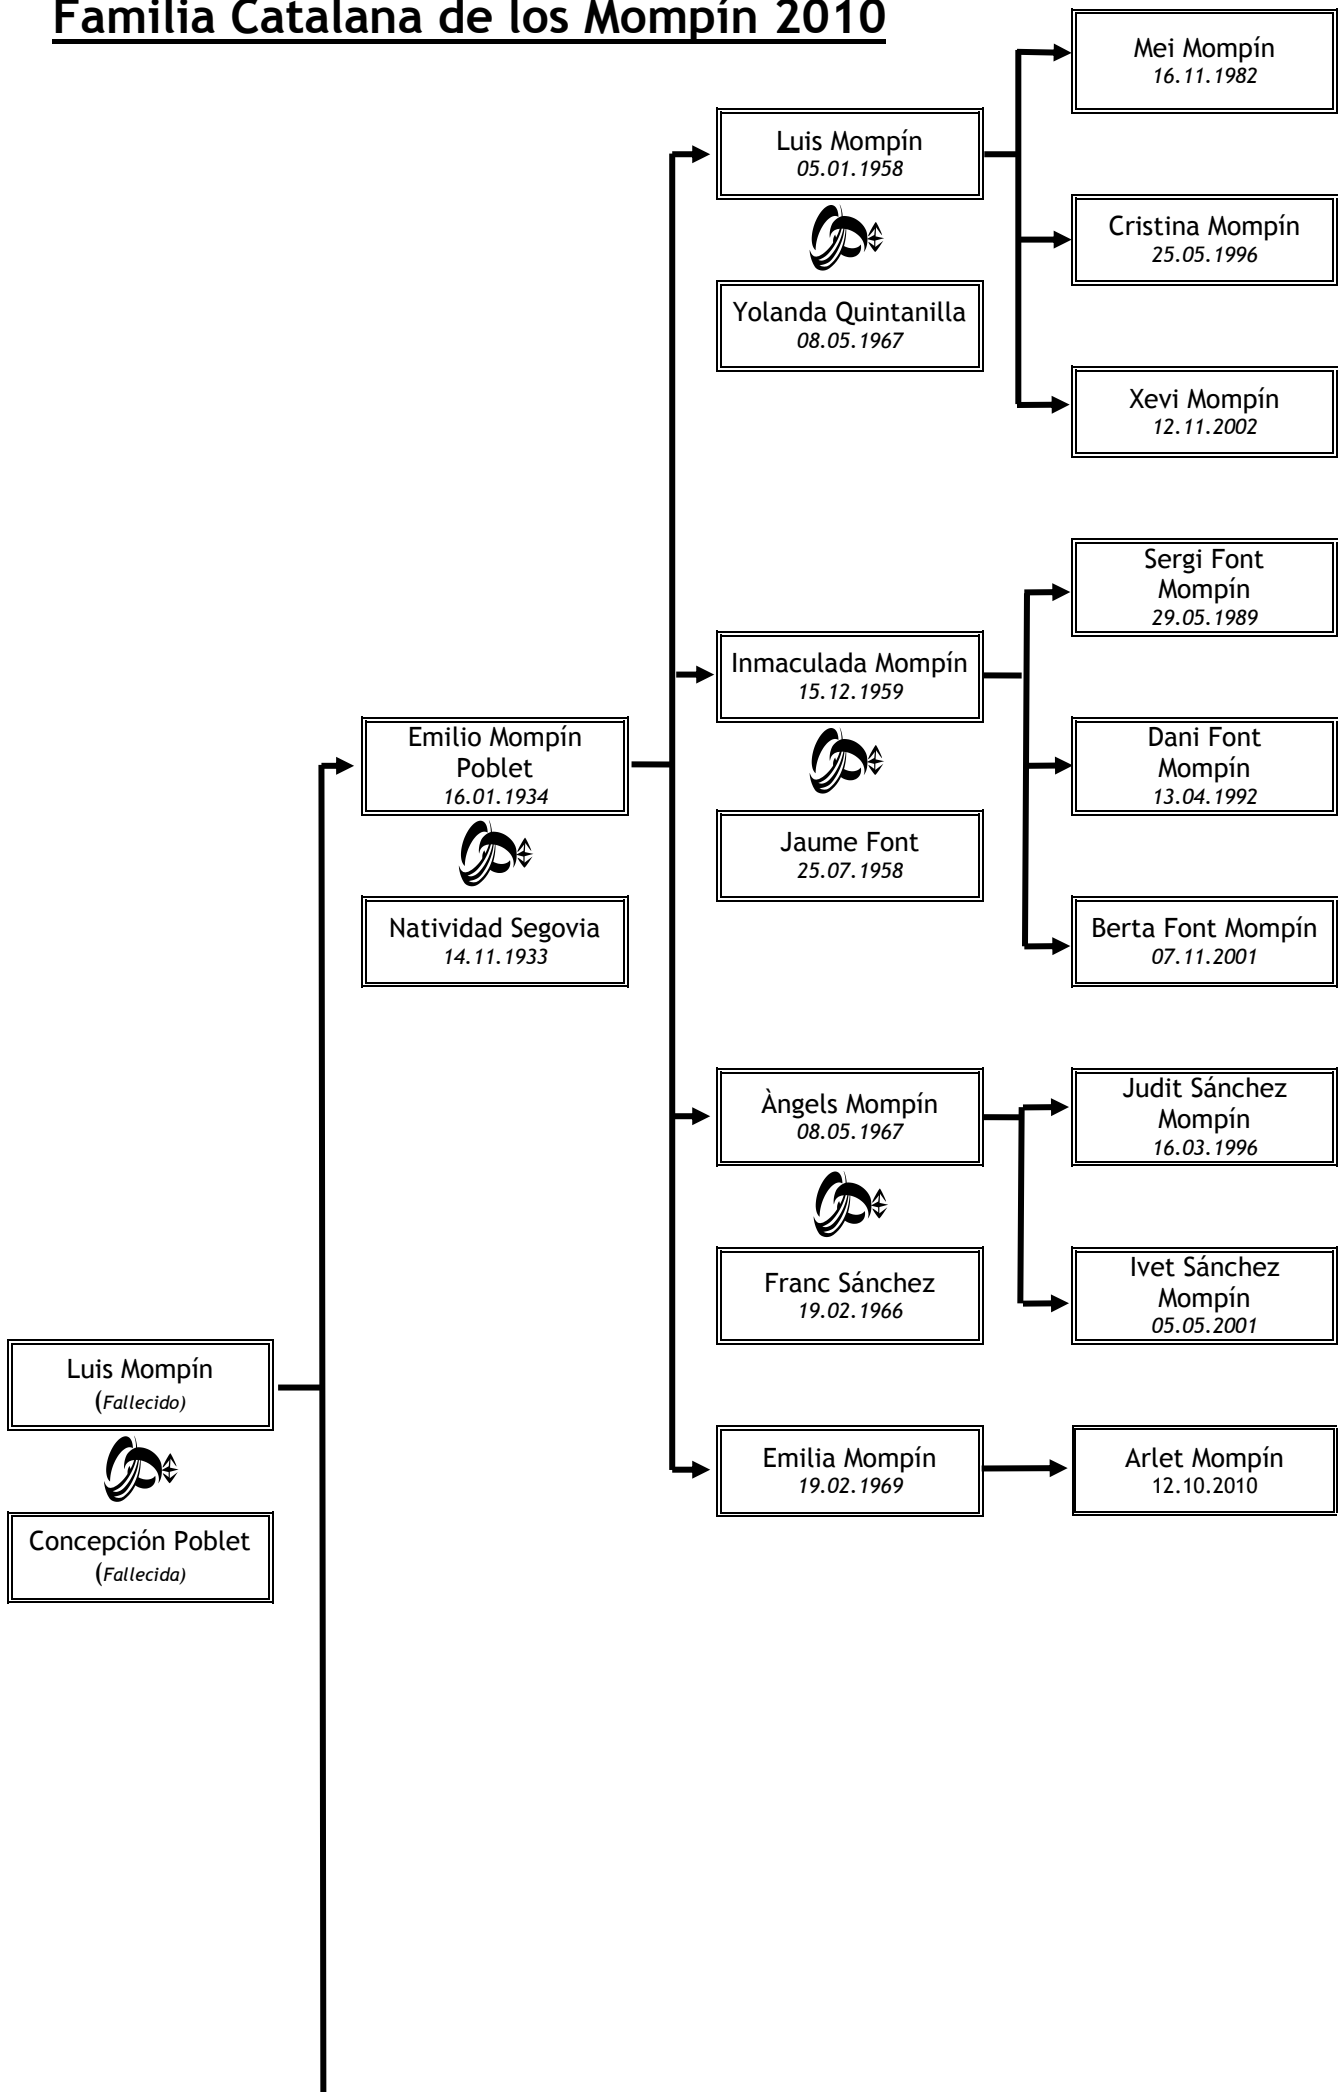 Familia Catalana de los Mompín 2010
Mei Mompín
16.11.1982
Luis Mompín
05.01.1958
Cristina Mompín
25.05.1996
Yolanda Quintanilla
08.05.1967
Xevi Mompín
12.11.2002
Sergi Font
Mompín
29.05.1989
Inmaculada Mompín
15.12.1959
Emilio Mompín
Poblet
16.01.1934
Dani Font
Mompín
13.04.1992
Jaume Font
25.07.1958
Natividad Segovia
14.11.1933
Berta Font Mompín
07.11.2001
Àngels Mompín
08.05.1967
Judit Sánchez
Mompín
16.03.1996
Franc Sánchez
19.02.1966
Ivet Sánchez
Mompín
05.05.2001
Luis Mompín
(Fallecido)
Emilia Mompín
19.02.1969
Arlet Mompín
12.10.2010
Concepción Poblet
(Fallecida)